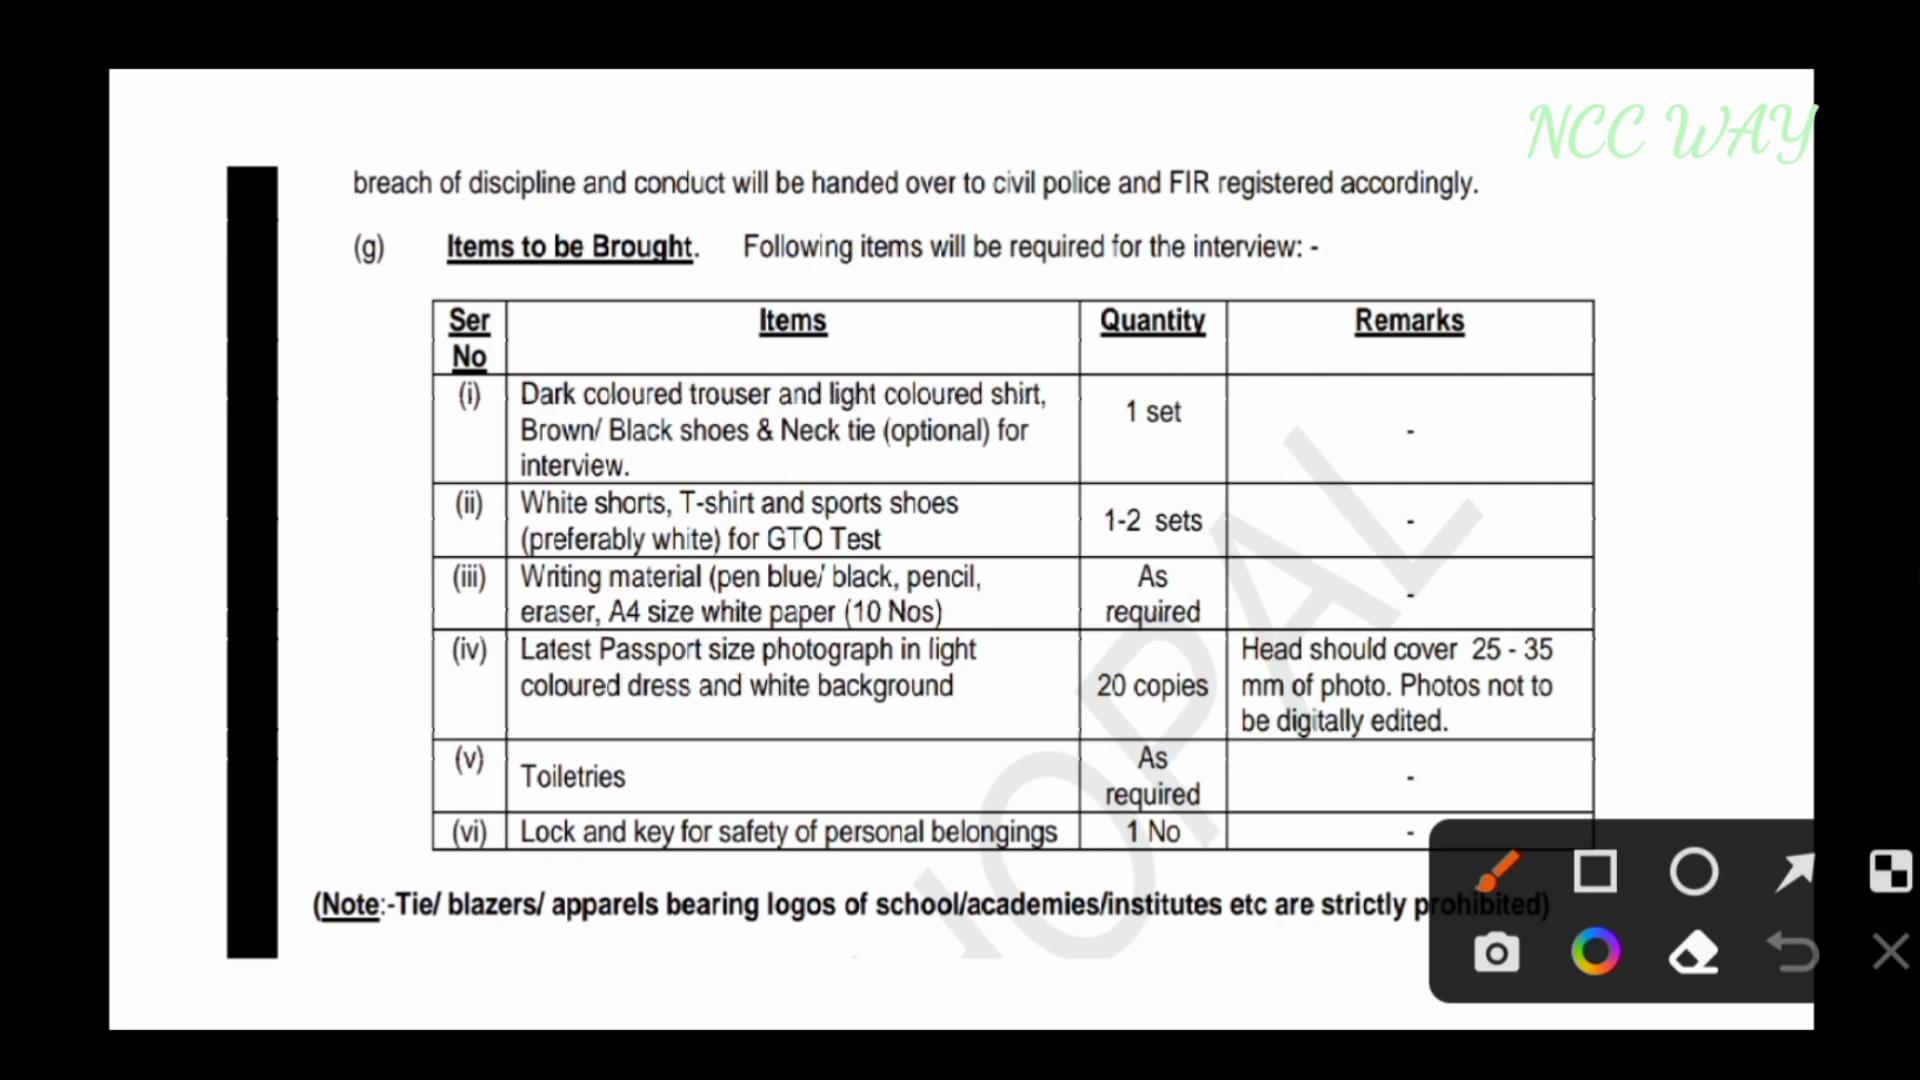 NCC WAY
breach of discipline and conduct will be handed over to civil police and FIR registered accordingly.
(g) Items to be Brought. Following items will be required for the interview: -
Ser No Items Quantity Remarks
(i) Dark coloured trouser and light coloured shirt,
Brown/ Black shoes & Neck tie (optional) for
interview.
1 set
-
(ii) White shorts, T-shirt and sports shoes
(preferably white) for GTO Test
1-2 sets
-
(iii) Writing material (pen blue/ black, pencil,
eraser, A4 size white paper (10 Nos)
As
required
-
(iv) Latest Passport size photograph in light
coloured dress and white background
20 copies
Head should cover 25 - 35
mm of photo. Photos not to
be digitally edited.
(v) Toiletries
As
required
-
(vi) Lock and key for safety of personal belongings
1 No
-
(Note:-Tie/ blazers/ apparels bearing logos of school/academies/institutes etc are strictly prohibited)
OPAL